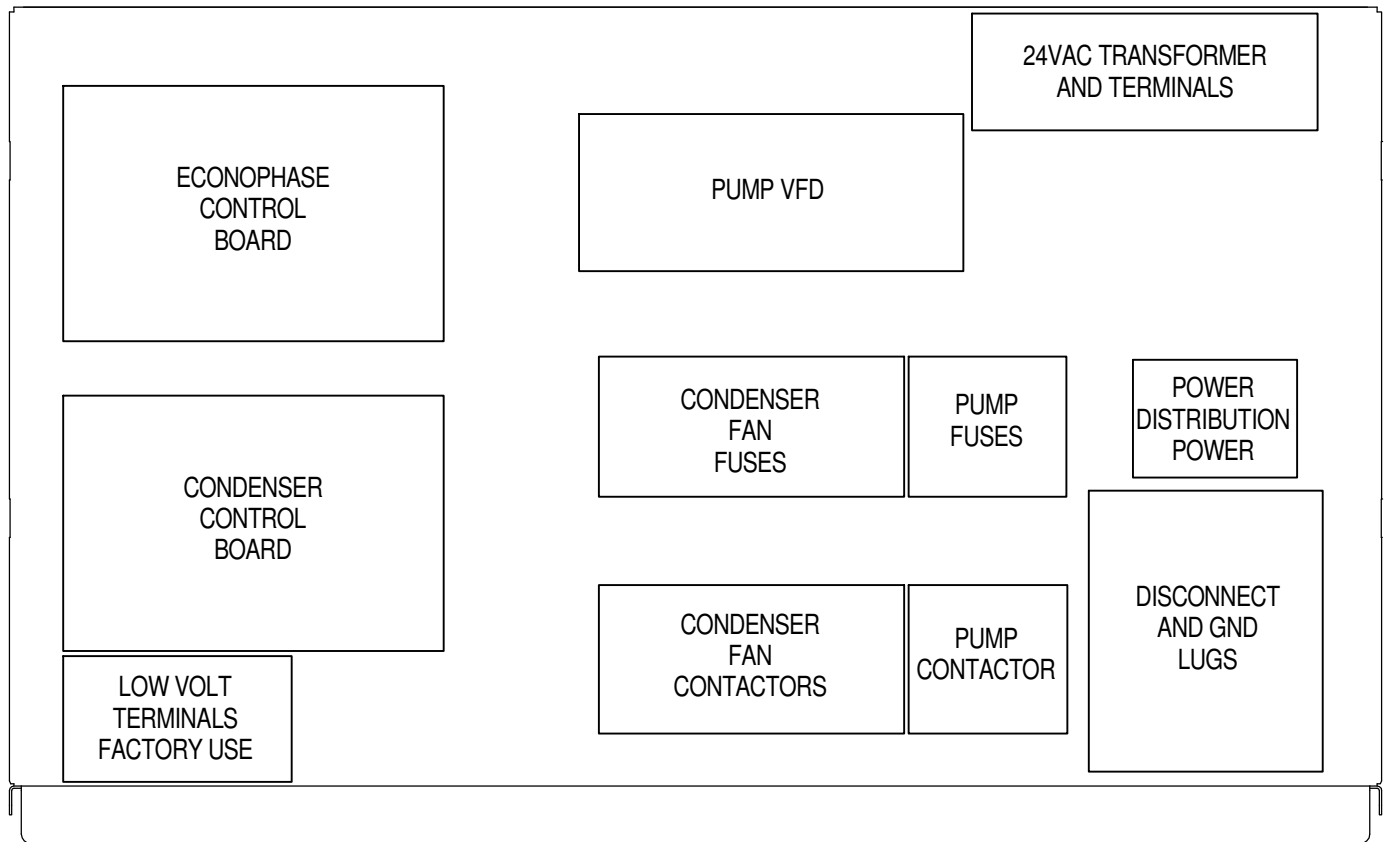 24VAC TRANSFORMER
AND TERMINALS
ECONOPHASE
CONTROL
BOARD
PUMP VFD
CONDENSER
FAN
FUSES
PUMP
FUSES
POWER
DISTRIBUTION
POWER
CONDENSER
CONTROL
BOARD
CONDENSER
FAN
CONTACTORS
PUMP
CONTACTOR
DISCONNECT
AND GND
LUGS
LOW VOLT
TERMINALS
FACTORY USE